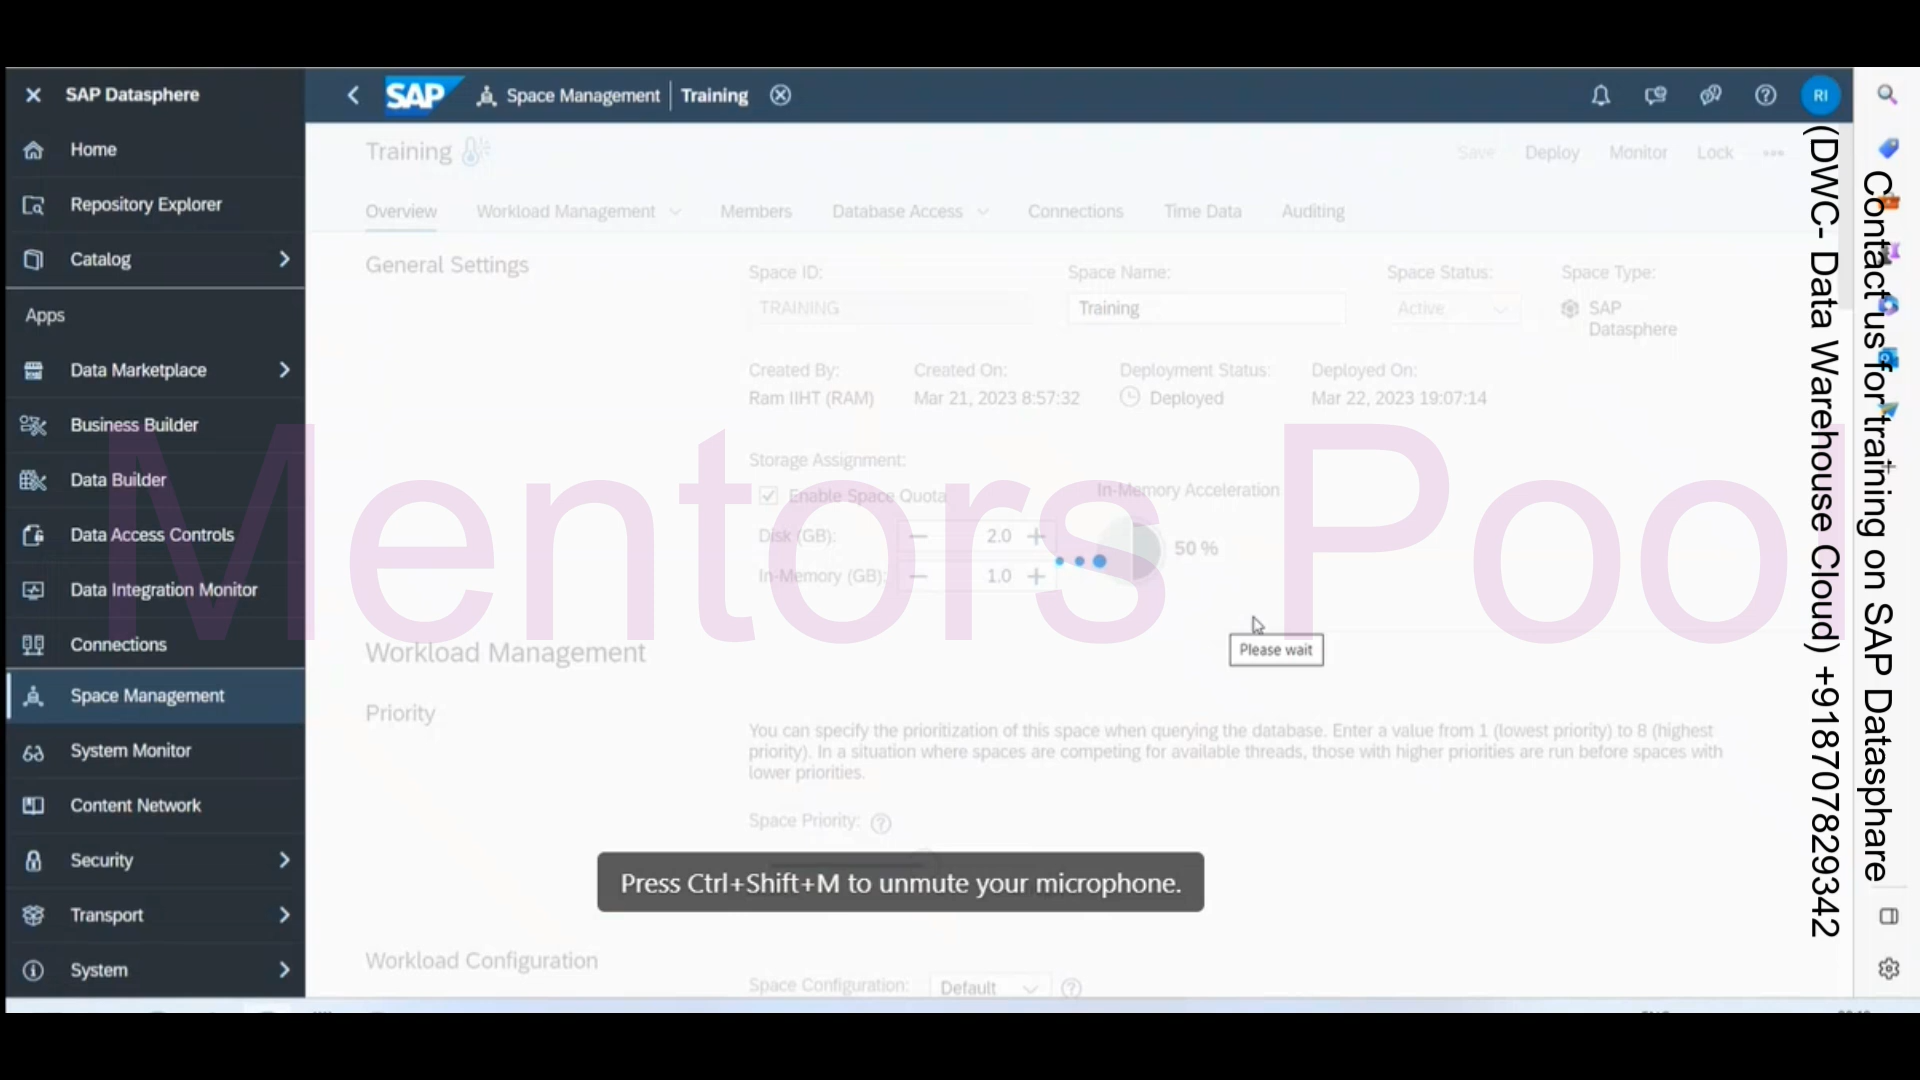 SAP Datasphere
SAP Space Management Training
RI
Home
Repository Explorer
Catalog
Apps
Data Marketplace
Business Builder
Data Builder
Data Access Controls
Data Integration Monitor
Connections
Space Management
System Monitor
Content Network
Security
Transport
System
Training
Save Deploy Monitor Lock
Overview Workload Management Members Database Access Connections Time Data Auditing
General Settings
Space ID: Space Name: Space Status: Space Type:
TRAINING Training Active SAP
Datasphere
Created By: Created On: Deployment Status: Deployed On:
Ram IIHT (RAM) Mar 21, 2023 8:57:32 Deployed Mar 22, 2023 19:07:14
Storage Assignment:
Enable Space Quota In-Memory Acceleration
Disk (GB): 2.0 50 %
In-Memory (GB): 1.0
Mentors Pool
Please wait
Workload Management
Priority
You can specify the prioritization of this space when querying the database. Enter a value from 1 (lowest priority) to 8 (highest
priority). In a situation where spaces are competing for available threads, those with higher priorities are run before spaces with
lower priorities.
Space Priority:
Press Ctrl+Shift+M to unmute your microphone.
Workload Configuration
Space Configuration: Default
Contact us for training on SAP Datasphare
(DWC- Data Warehouse Cloud) +918707829342